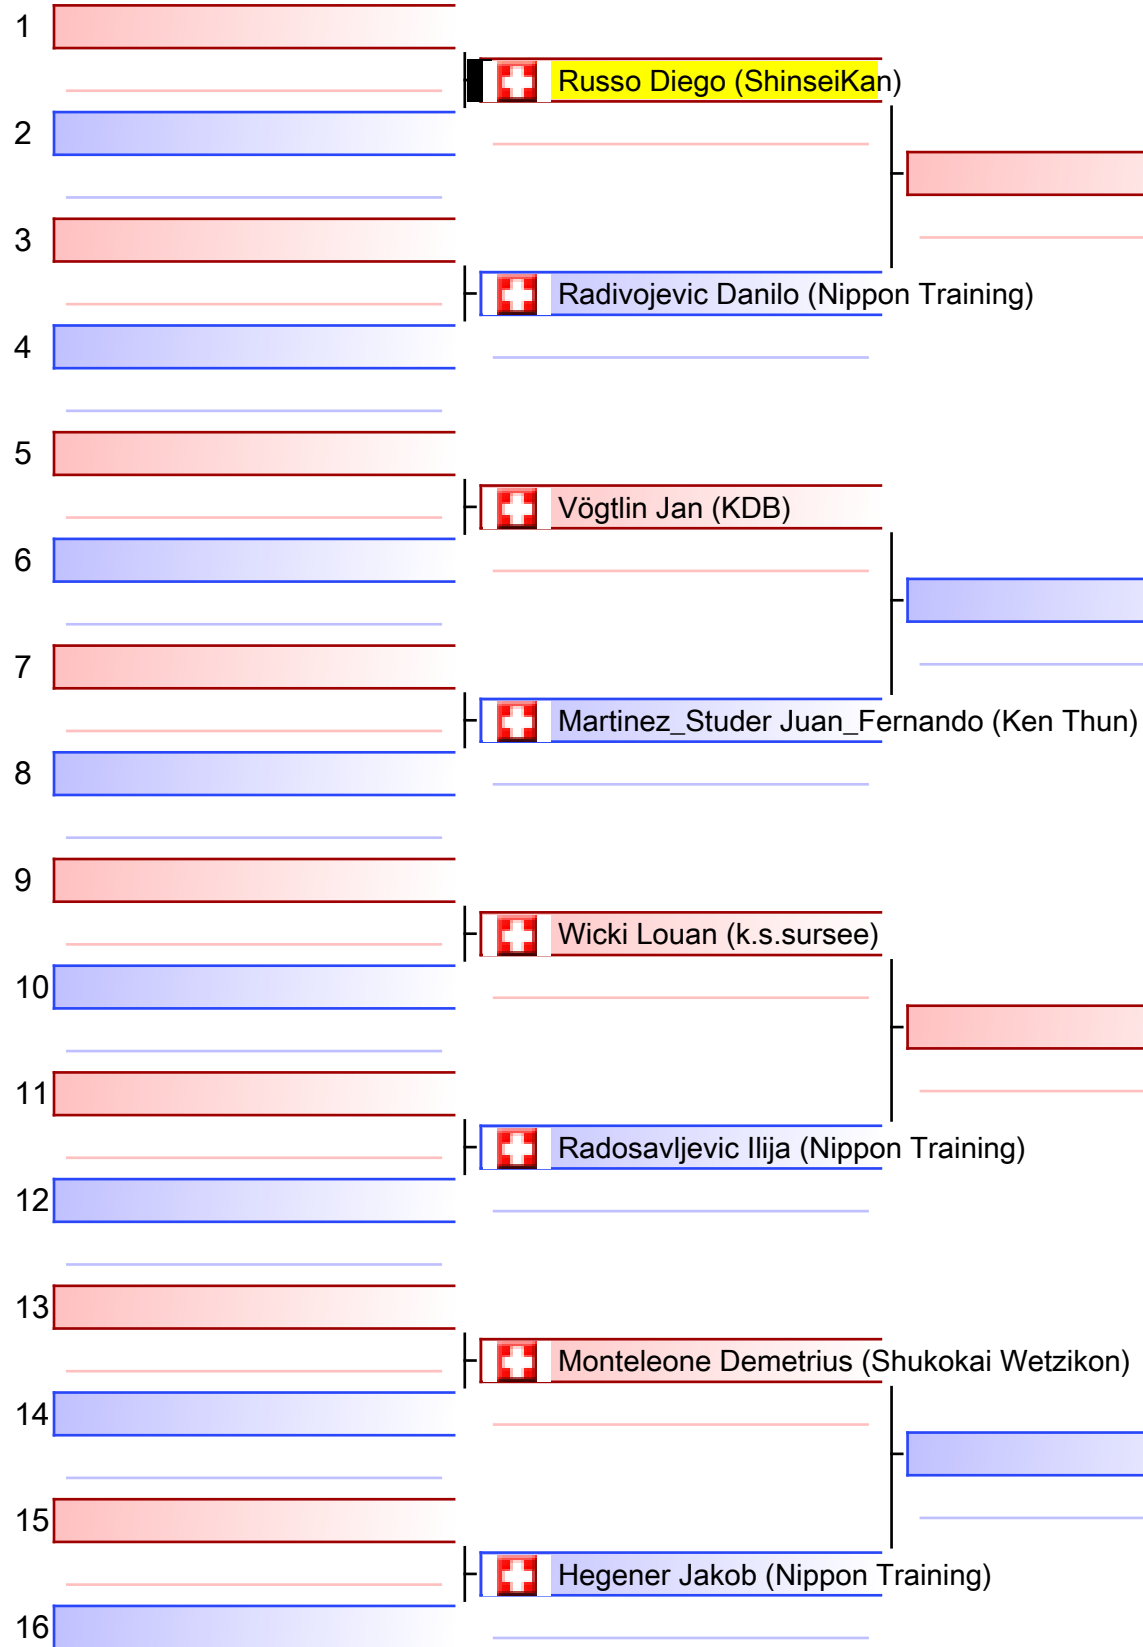 1
Russo Diego (ShinseiKan)
2
3
Radivojevic Danilo (Nippon Training)
4
5
Vögtlin Jan (KDB)
6
7
Martinez_Studer Juan_Fernando (Ken Thun)
8
9
Wicki Louan (k.s.sursee)
10
11
Radosavljevic Ilija (Nippon Training)
12
13
Monteleone Demetrius (Shukokai Wetzikon)
14
15
Hegener Jakob (Nippon Training)
16